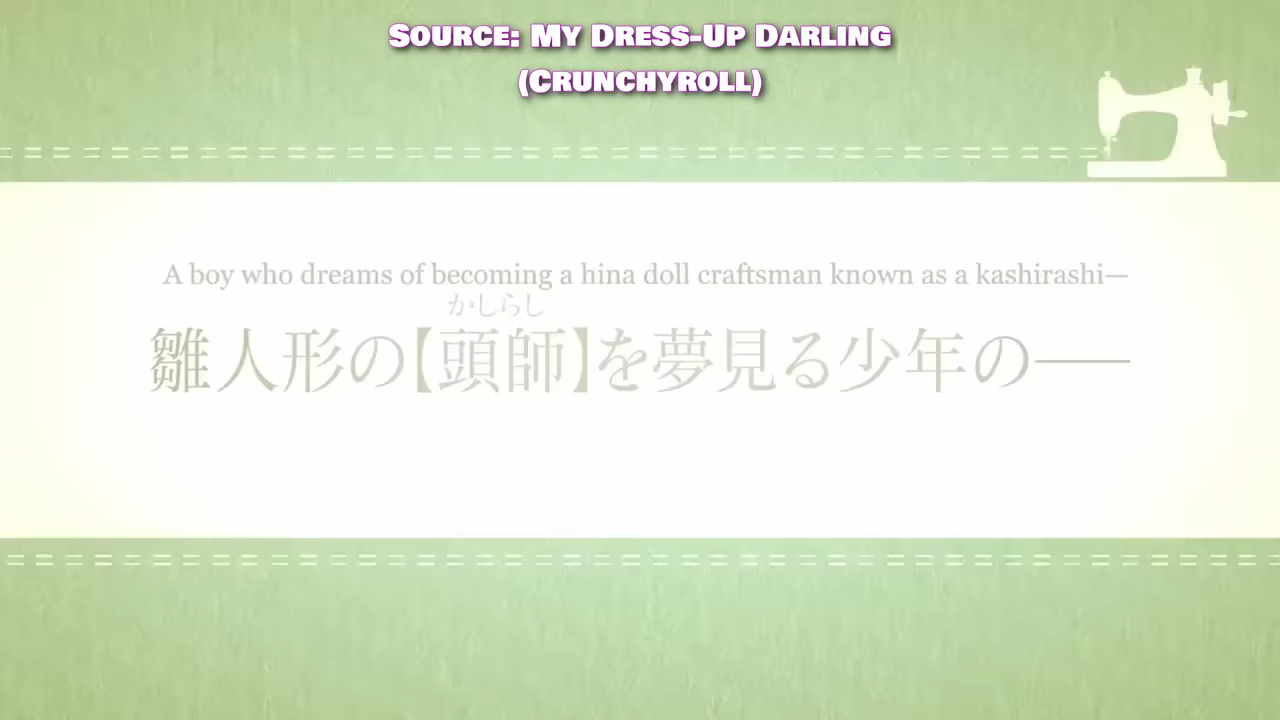 Source: My Dress-Up Darling
(Crunchyroll)
A boy who dreams of becoming a hina doll craftsman known as a kashirashi—
かしらし
雛人形の【頭師】を夢見る少年の――